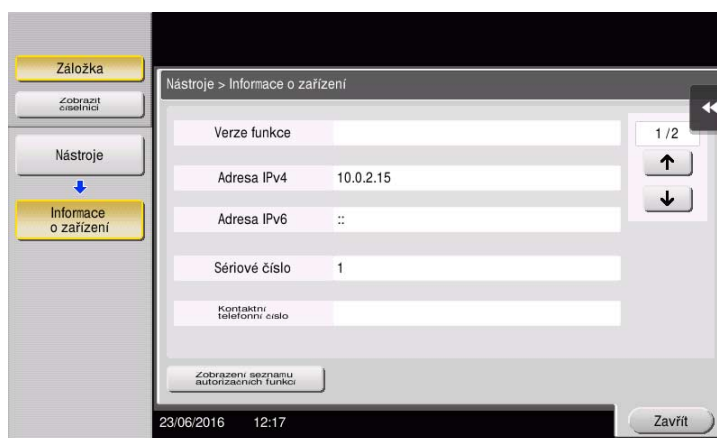 Záložka
Zobrazit
číselníci
Nástroje
Informace
o zařízení
Nástroje > Informace o zařízení
Verze funkce
1 /2
Adresa IPv4 10.0.2.15
Adresa IPv6 ::
Sériové číslo 1
Kontaktní
telefonní číslo
Zobrazení seznamu
autorizačních funkcí
23/06/2016 12:17
Zavřít